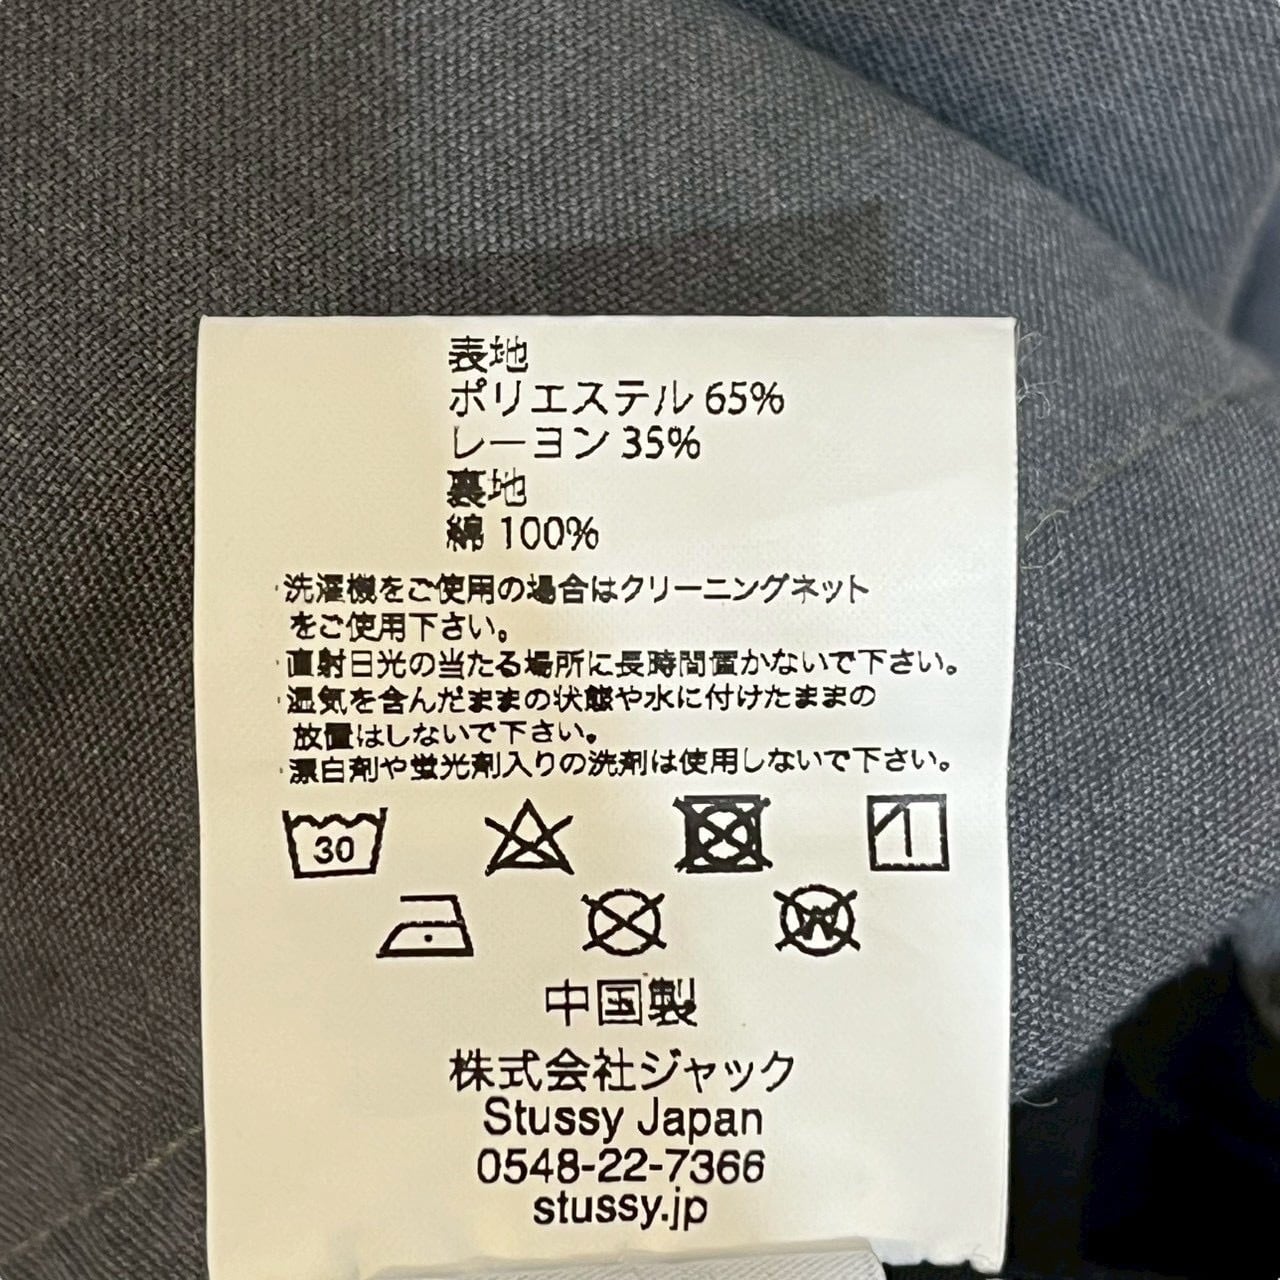 表地
ポリエステル 65%
レーヨン 35%
裏地
綿 100%
・洗濯機をご使用の場合はクリーニングネット
をご使用下さい。
・直射日光の当たる場所に長時間置かないで下さい。
・湿気を含んだままの状態や水に付けたままの
放置はしないで下さい。
・漂白剤や蛍光剤入りの洗剤は使用しないで下さい。
30
W
中国製
株式会社ジャック
Stussy Japan
0548-22-7366
stussy.jp